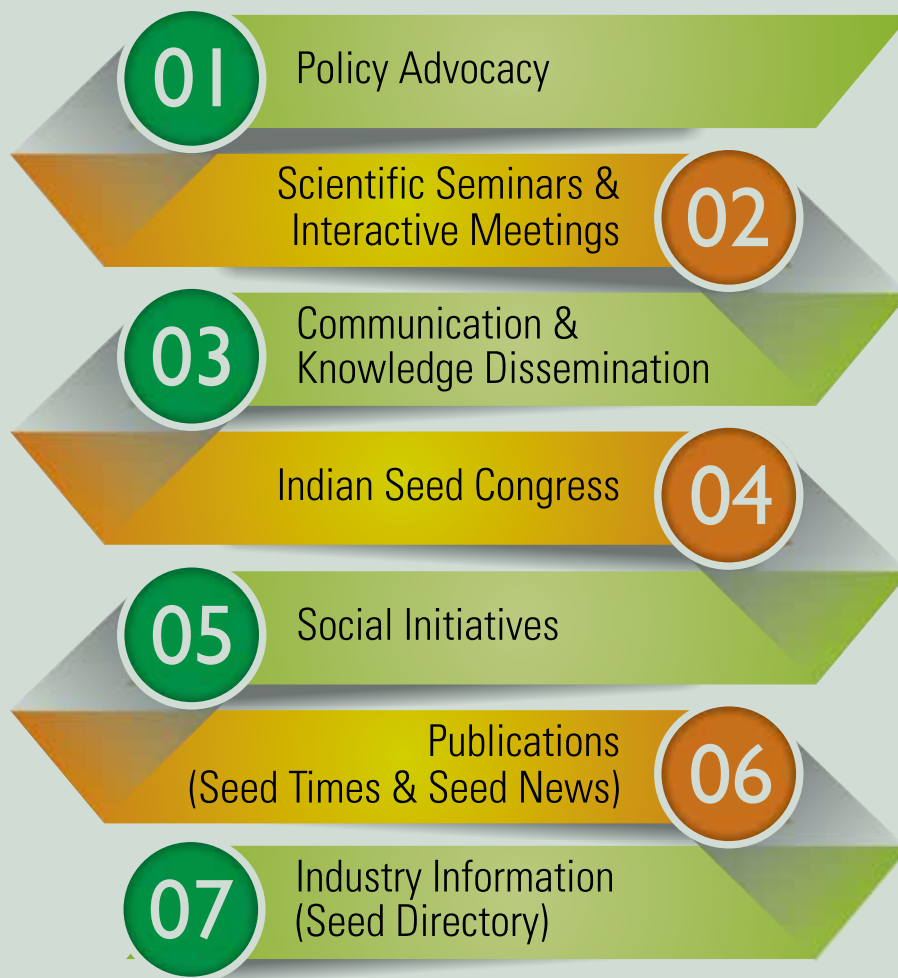 01
Policy Advocacy
Scientific Seminars &
Interactive Meetings
02
03
Communication &
Knowledge Dissemination
Indian Seed Congress
04
05
Social Initiatives
Publications
(Seed Times & Seed News)
06
07
Industry Information
(Seed Directory)